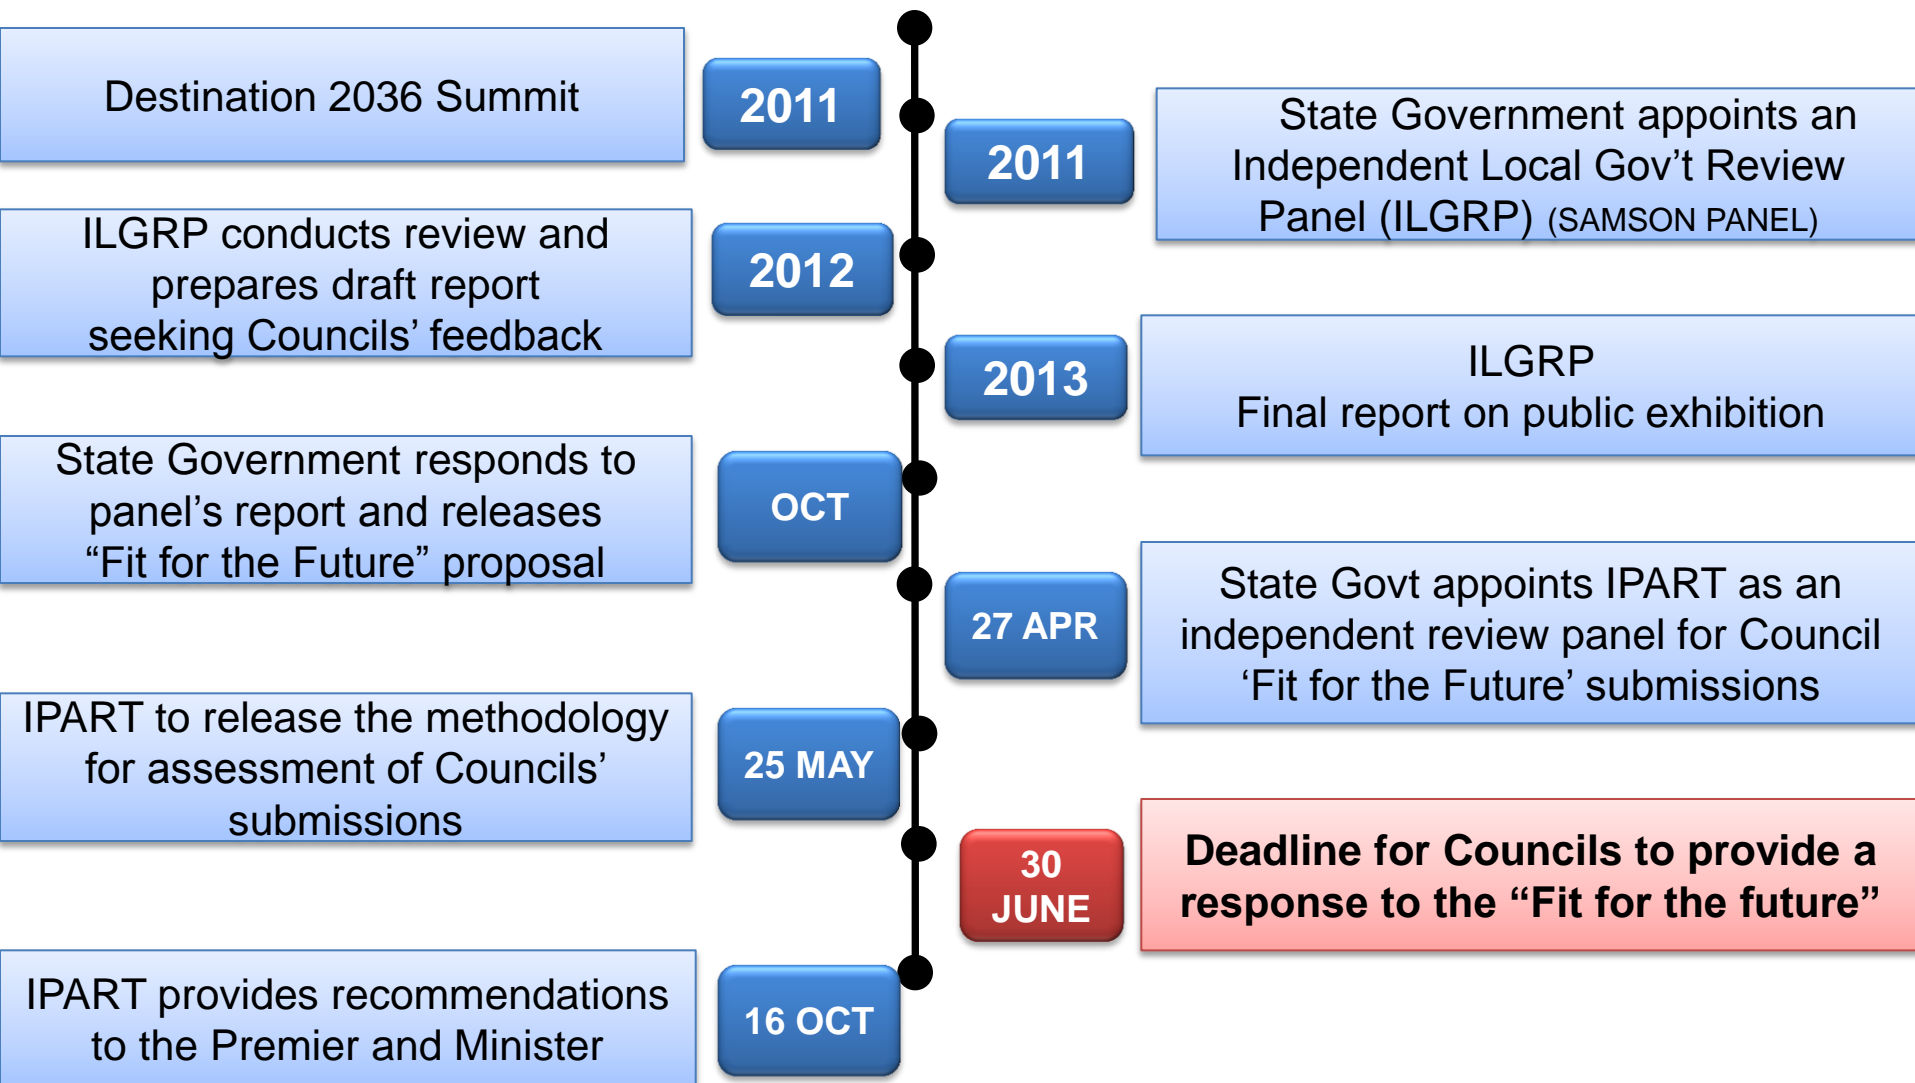 Destination 2036 Summit
2011
2011
State Government appoints an
Independent Local Gov’t Review
Panel (ILGRP) (SAMSON PANEL)
ILGRP conducts review and
prepares draft report
seeking Councils’ feedback
2012
2013
ILGRP
Final report on public exhibition
State Government responds to
panel’s report and releases
“Fit for the Future” proposal
OCT
27 APR
State Govt appoints IPART as an
independent review panel for Council
‘Fit for the Future’ submissions
IPART to release the methodology
for assessment of Councils’
submissions
25 MAY
30
JUNE
Deadline for Councils to provide a
response to the “Fit for the future”
IPART provides recommendations
to the Premier and Minister
16 OCT